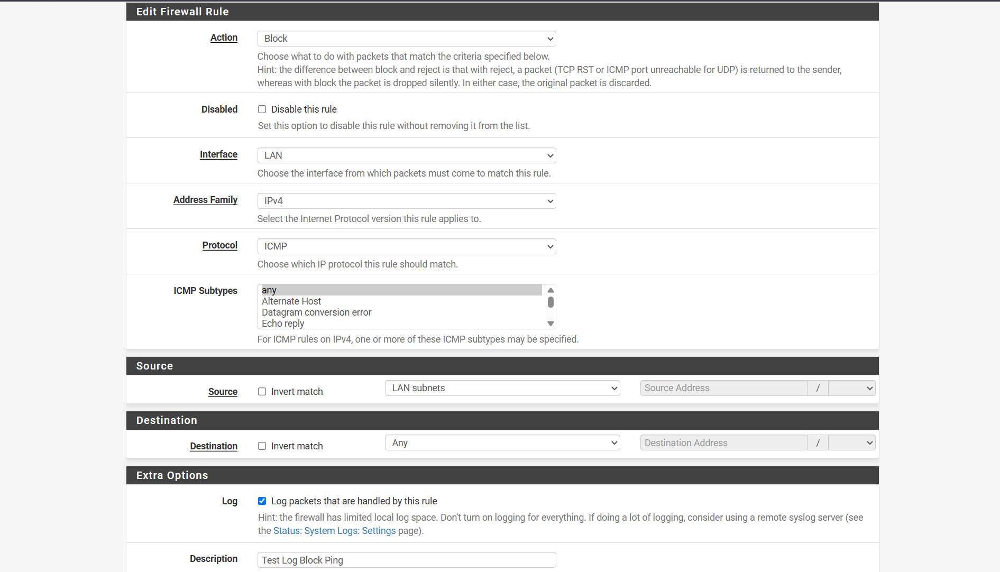 Edit Firewall Rule
Action
Block
Choose what to do with packets that match the criteria specified below.
Hint: the difference between block and reject is that with reject, a packet (TCP RST or ICMP port unreachable for UDP) is returned to the sender,
whereas with block the packet is dropped silently. In either case, the original packet is discarded.
Disabled
Disable this rule
Set this option to disable this rule without removing it from the list.
Interface
LAN
Choose the interface from which packets must come to match this rule.
Address Family
IPv4
Select the Internet Protocol version this rule applies to.
Protocol
ICMP
Choose which IP protocol this rule should match.
ICMP Subtypes
any
Alternate Host
Datagram conversion error
Echo reply
For ICMP rules on IPv4, one or more of these ICMP subtypes may be specified.
Source
Source
Invert match
LAN subnets
Source Address
/
Destination
Destination
Invert match
Any
Destination Address
/
Extra Options
Log
Log packets that are handled by this rule
Hint: the firewall has limited local log space. Don't turn on logging for everything. If doing a lot of logging, consider using a remote syslog server (see
the Status: System Logs: Settings page).
Description
Test Log Block Ping